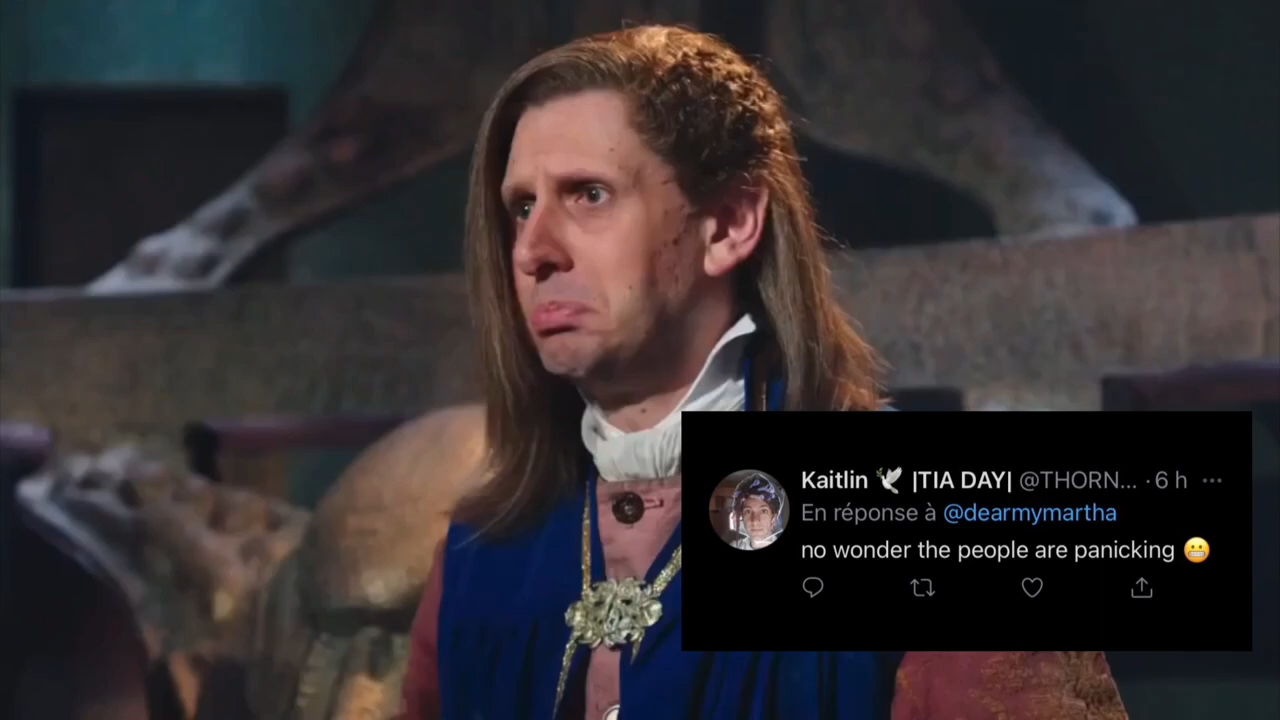 Kaitlin 🕊 |TIA DAY| @THORN... · 6 h ...
En réponse à @dearmymartha
no wonder the people are panicking 😬